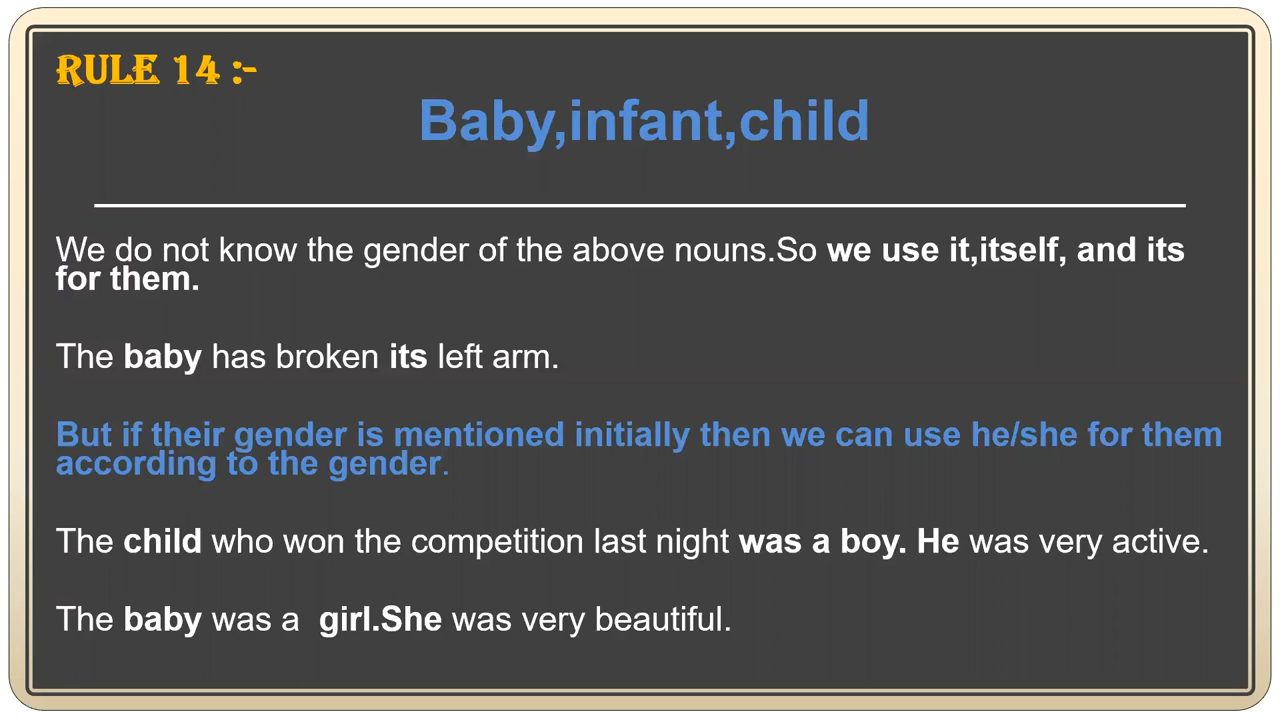 RULE 14 :-
Baby,infant,child
We do not know the gender of the above nouns.So we use it,itself, and its
for them.
The baby has broken its left arm.
But if their gender is mentioned initially then we can use he/she for them
according to the gender.
The child who won the competition last night was a boy. He was very active.
The baby was a  girl.She was very beautiful.